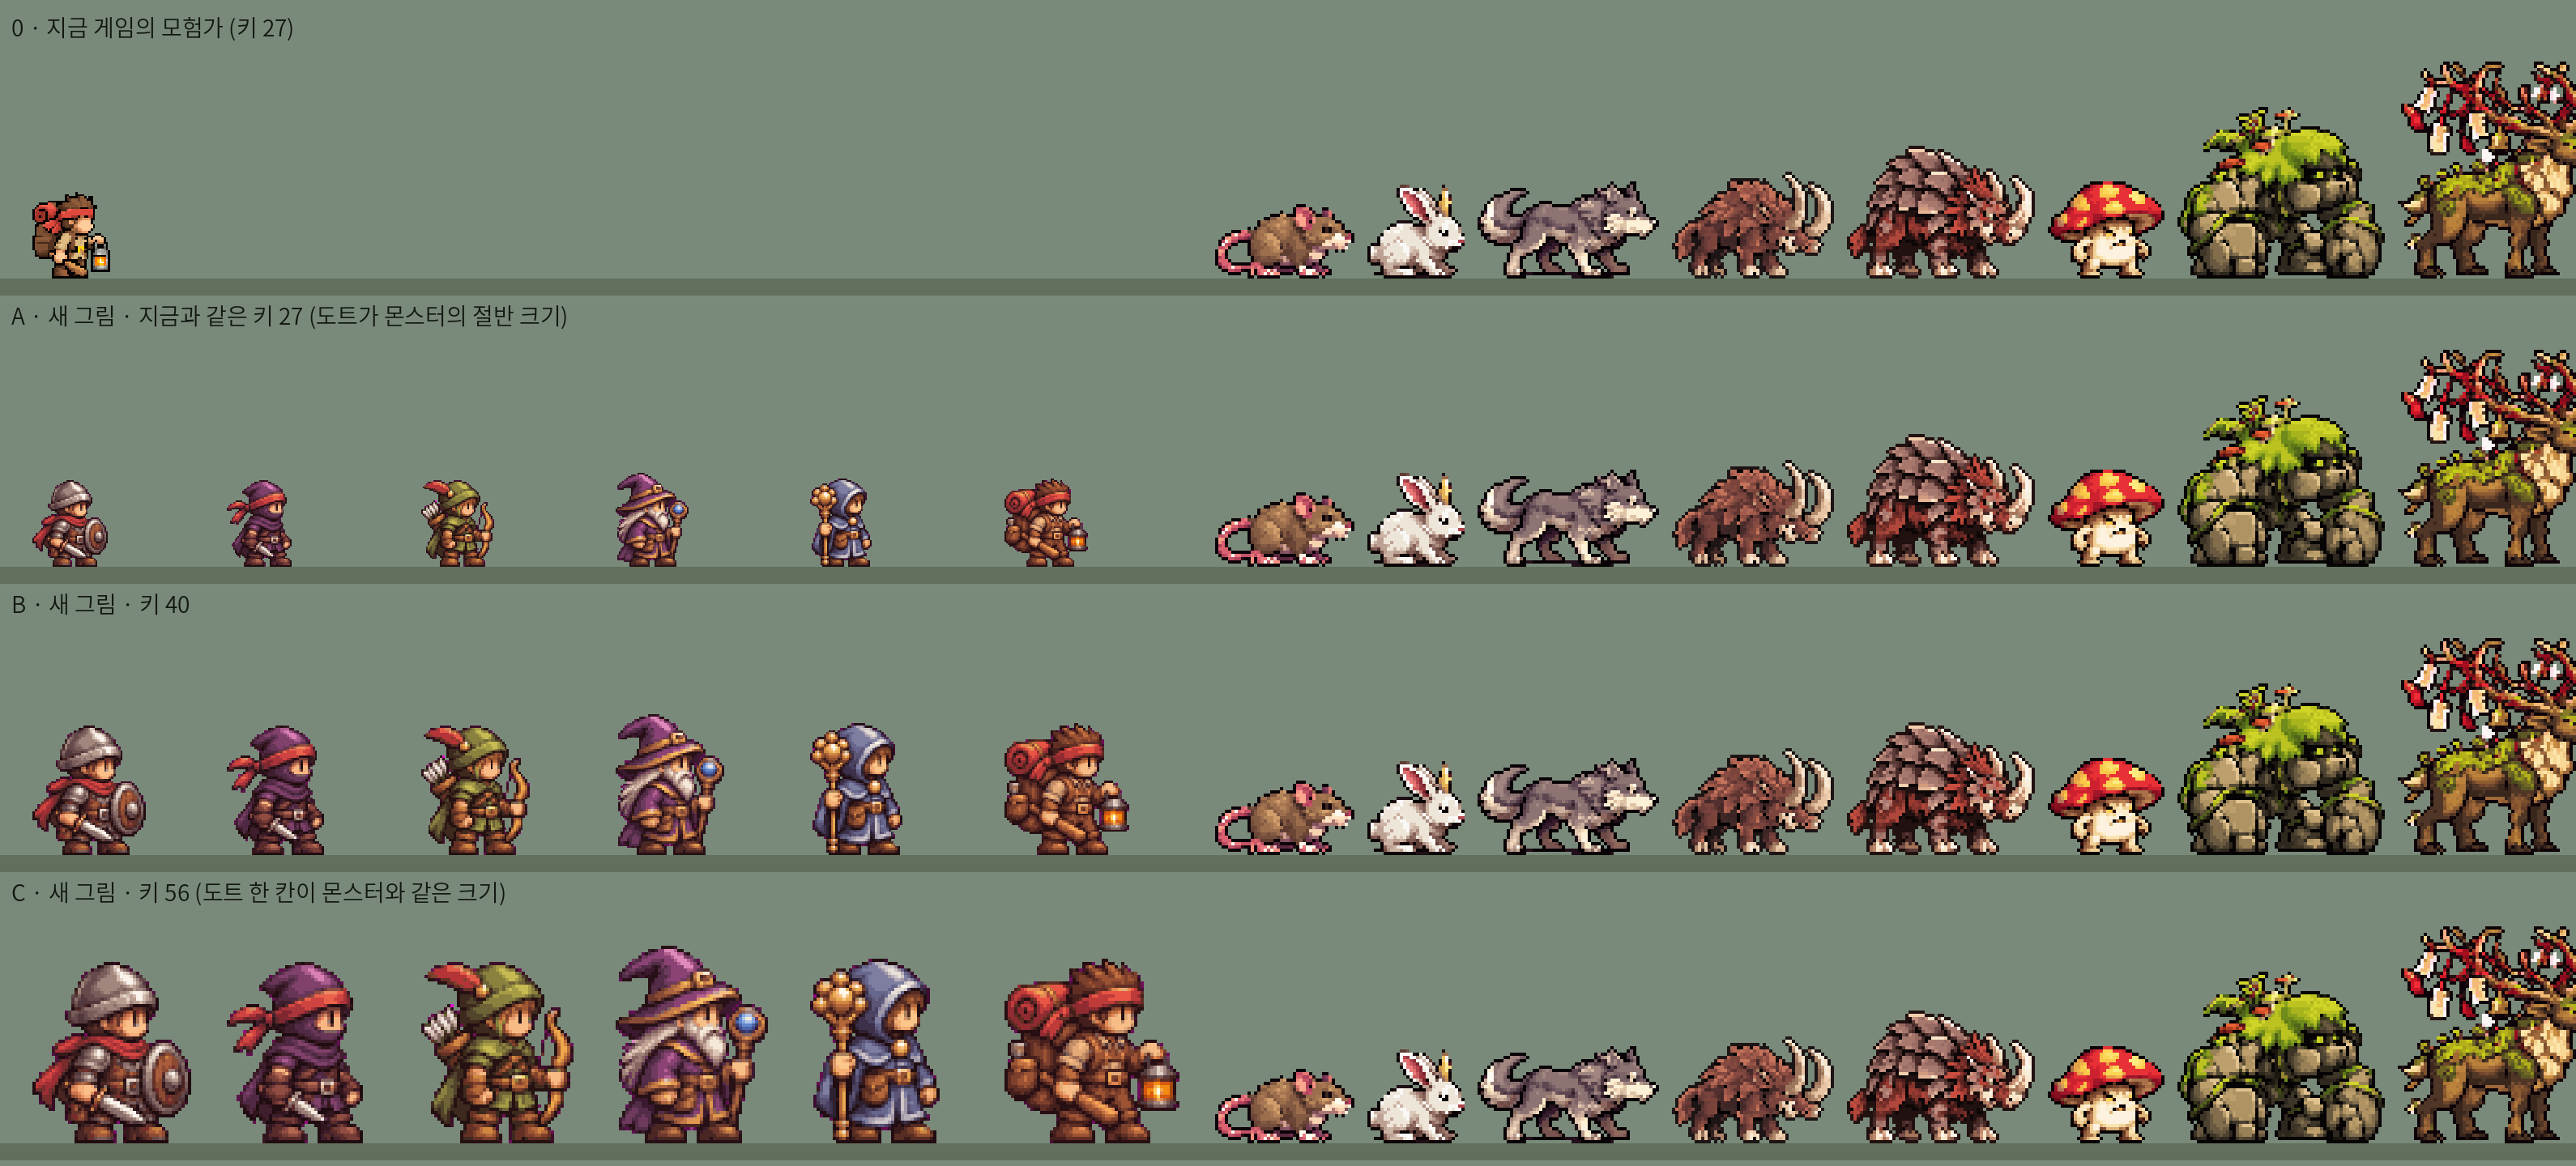 0 · 지금 게임의 모험가 (키 27)
A · 새 그림 · 지금과 같은 키 27 (도트가 몬스터의 절반 크기)
B · 새 그림 · 키 40
C · 새 그림 · 키 56 (도트 한 칸이 몬스터와 같은 크기)